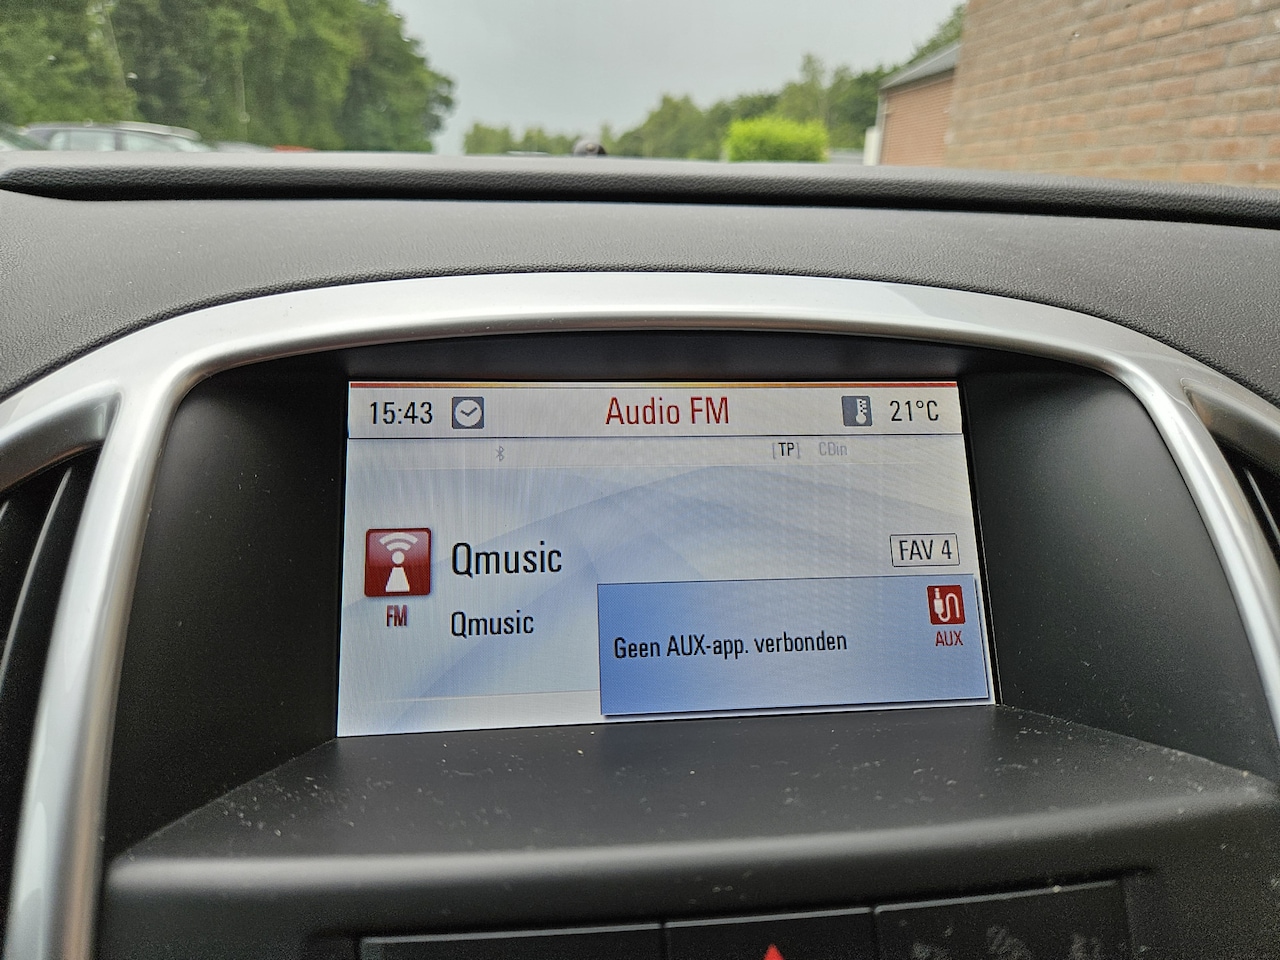 15:43 Audio FM 21°C
[TP] CDin
Qmusic FAV 4
FM Qmusic
Geen AUX-app. verbonden AUX